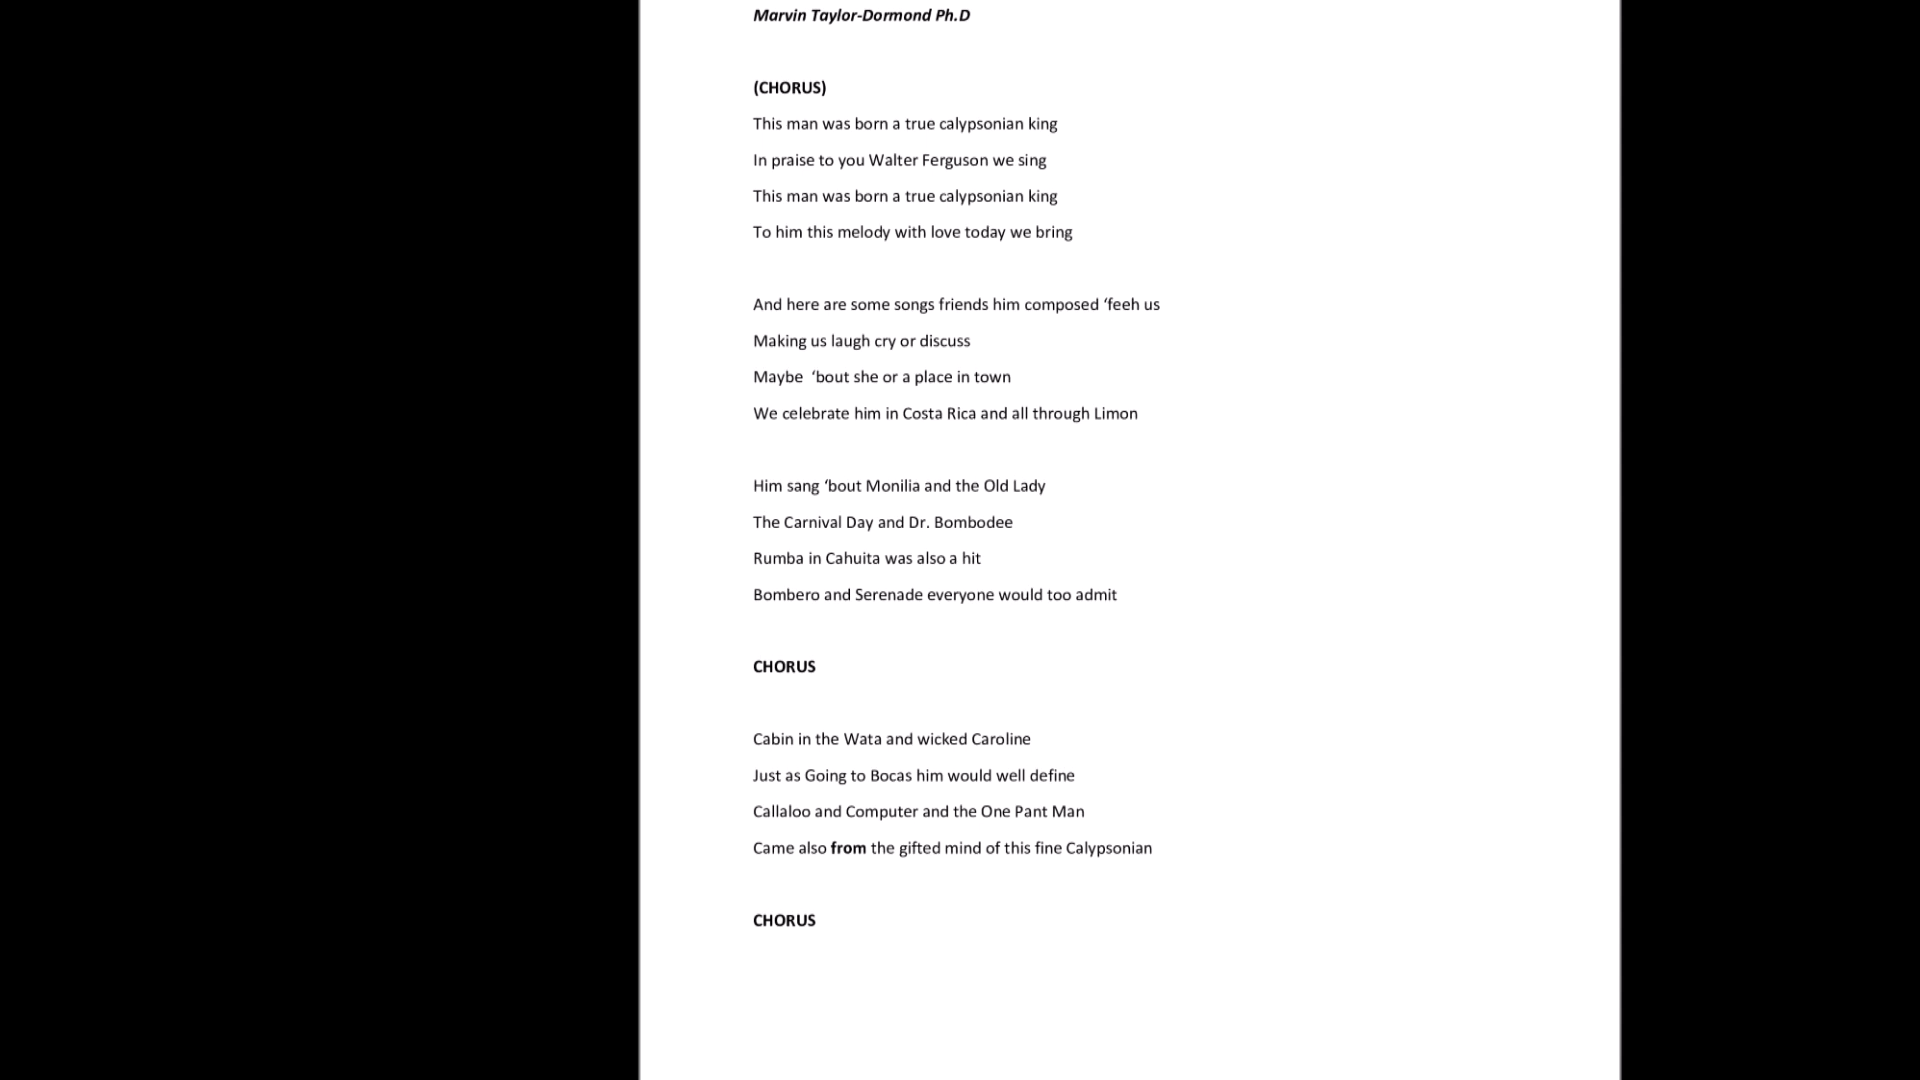 Marvin Taylor-Dormond Ph.D
(CHORUS)
This man was born a true calypsonian king
In praise to you Walter Ferguson we sing
This man was born a true calypsonian king
To him this melody with love today we bring
And here are some songs friends him composed ‘feeh us
Making us laugh cry or discuss
Maybe  ‘bout she or a place in town
We celebrate him in Costa Rica and all through Limon
Him sang ‘bout Monilia and the Old Lady
The Carnival Day and Dr. Bombodee
Rumba in Cahuita was also a hit
Bombero and Serenade everyone would too admit
CHORUS
Cabin in the Wata and wicked Caroline
Just as Going to Bocas him would well define
Callaloo and Computer and the One Pant Man
Came also from the gifted mind of this fine Calypsonian
CHORUS